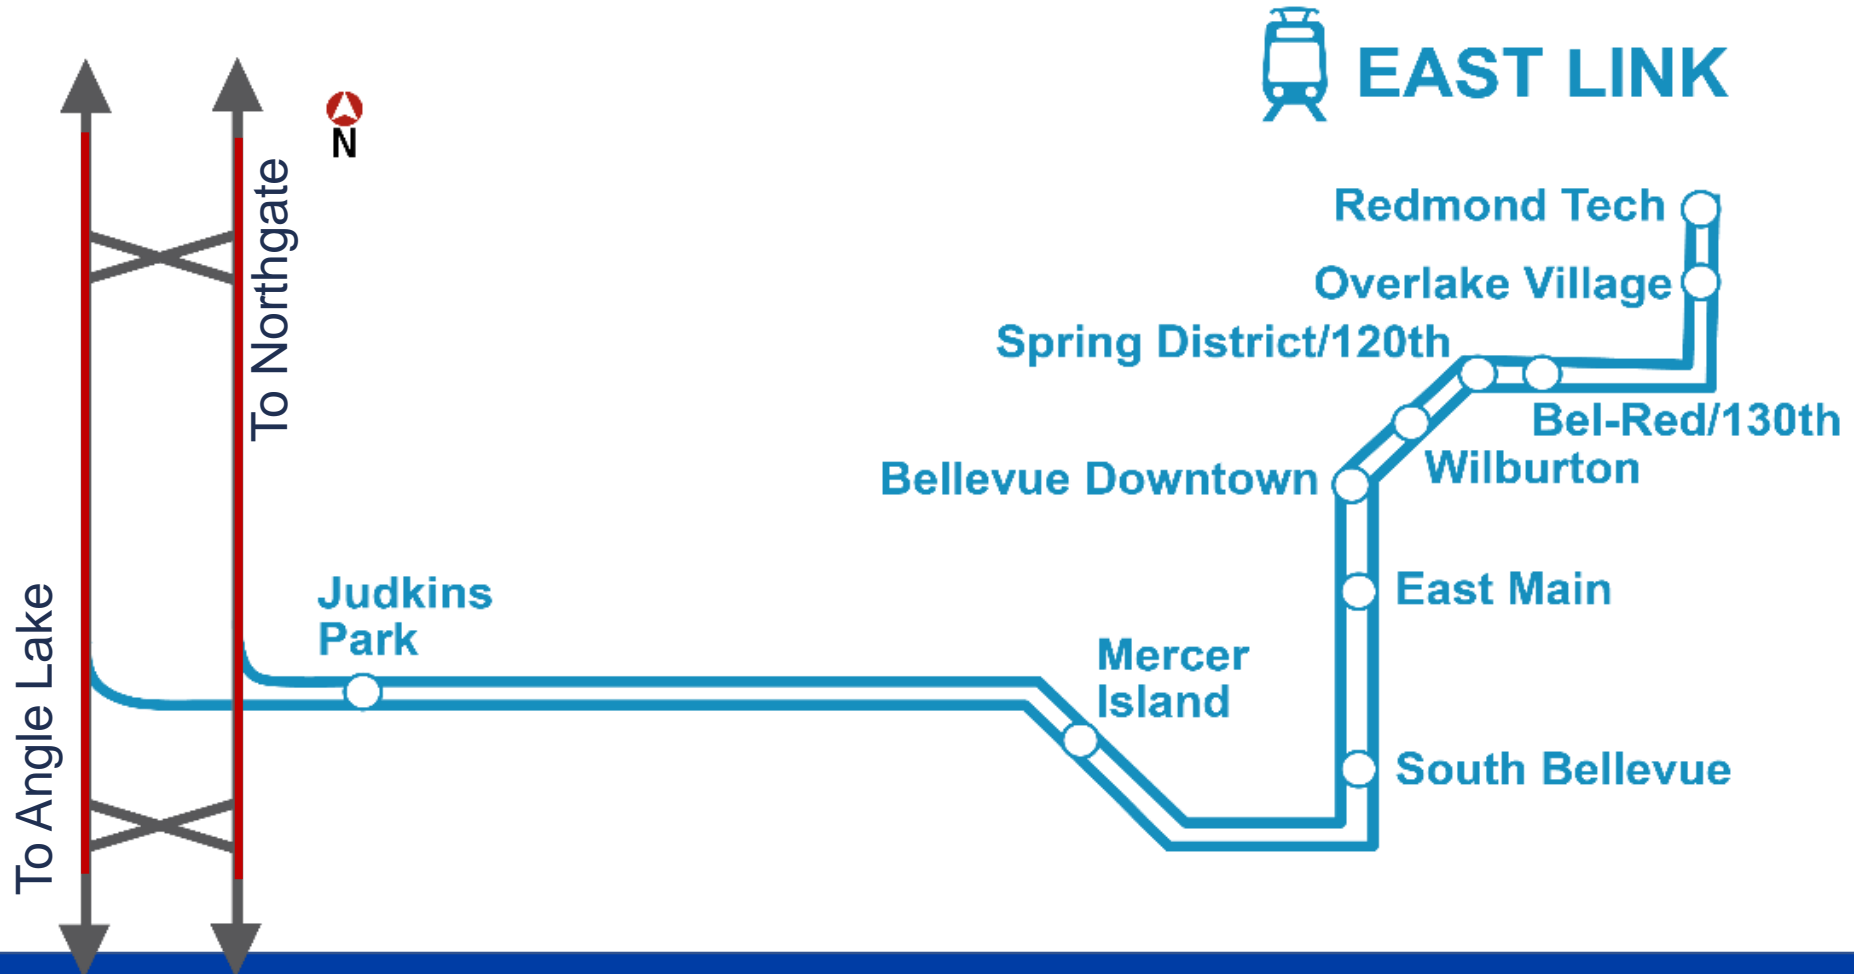 EAST LINK
N
To Northgate
To Angle Lake
Redmond Tech
Overlake Village
Spring District/120th
Bel-Red/130th
Wilburton
Bellevue Downtown
East Main
Judkins
Park
Mercer
Island
South Bellevue